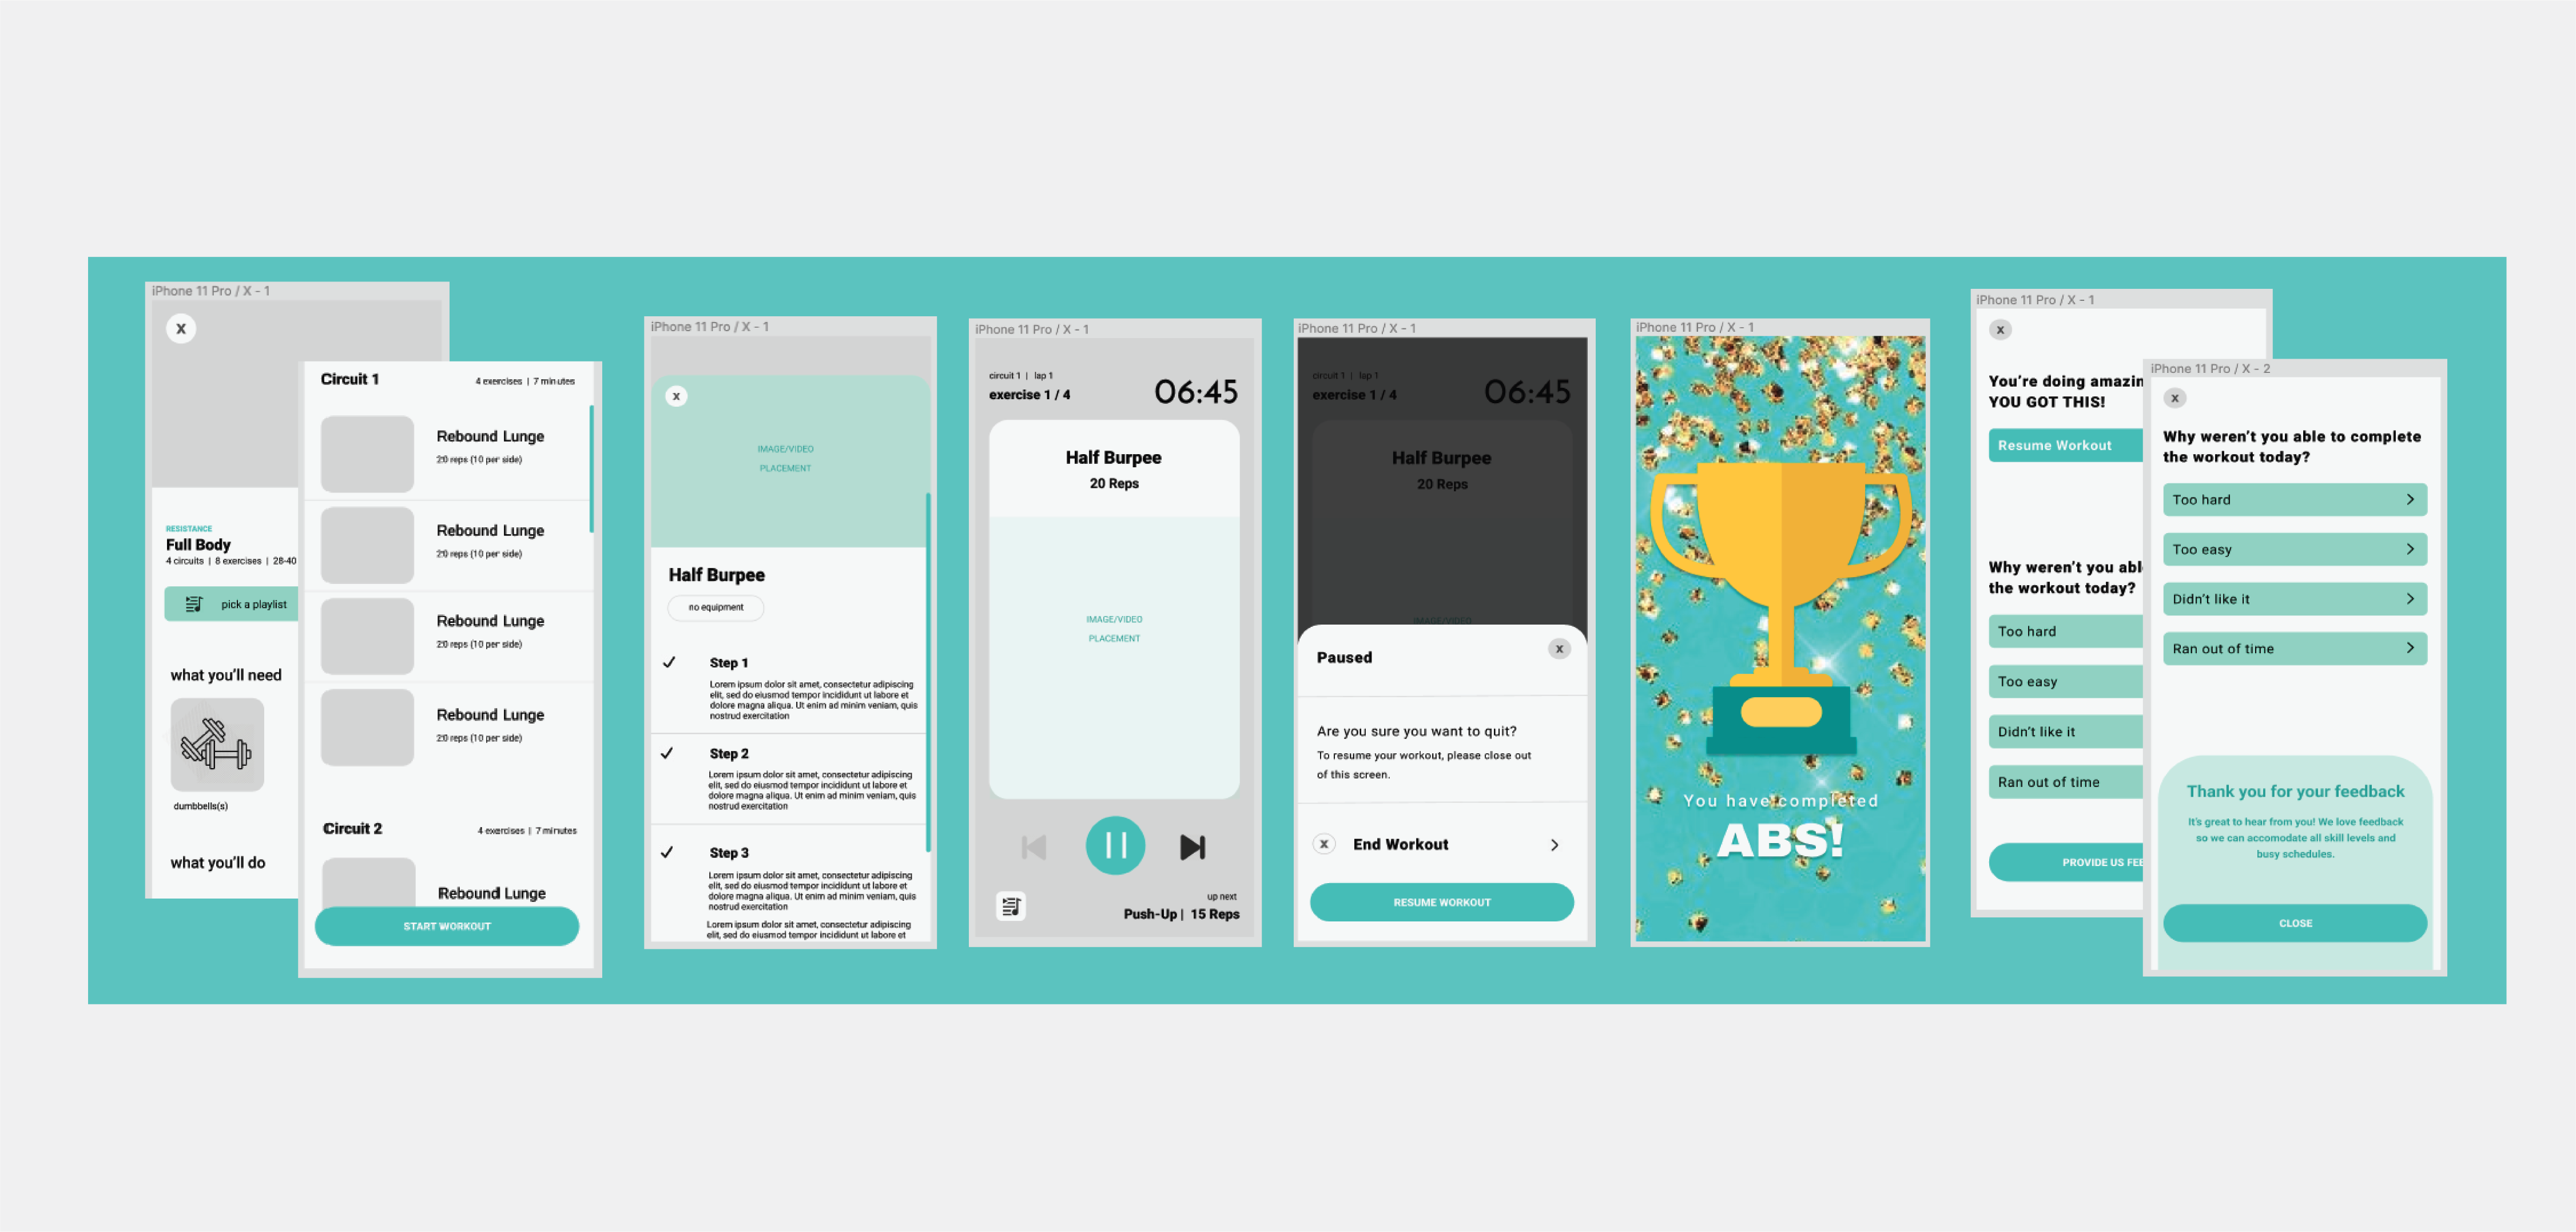 iPhone 11 Pro / X - 1
X
RESISTANCE
Full Body
4 circuits | 8 exercises | 28-40
pick a playlist
what you'll need
dumbbells(s)
what you'll do
Circuit 1
4 exercises | 7 minutes
Rebound Lunge
20 reps (10 per side)
Rebound Lunge
20 reps (10 per side)
Rebound Lunge
20 reps (10 per side)
Rebound Lunge
20 reps (10 per side)
Circuit 2
4 exercises | 7 minutes
Rebound Lunge
START WORKOUT
iPhone 11 Pro / X - 1
X
IMAGE/VIDEO
PLACEMENT
Half Burpee
no equipment
Step 1
Lorem ipsum dolor sit amet, consectetur adipiscing
elit, sed do eiusmod tempor incididunt ut labore et
dolore magna aliqua. Ut enim ad minim veniam, quis
nostrud exercitation
Step 2
Lorem ipsum dolor sit amet, consectetur adipiscing
elit, sed do eiusmod tempor incididunt ut labore et
dolore magna aliqua. Ut enim ad minim veniam, quis
nostrud exercitation
Step 3
Lorem ipsum dolor sit amet, consectetur adipiscing
elit, sed do eiusmod tempor incididunt ut labore et
dolore magna aliqua. Ut enim ad minim veniam, quis
nostrud exercitation
Lorem ipsum dolor sit amet, consectetur adipiscing
elit, sed do eiusmod tempor incididunt ut labore et
iPhone 11 Pro / X - 1
circuit 1 | lap 1
exercise 1 / 4
06:45
Half Burpee
20 Reps
IMAGE/VIDEO
PLACEMENT
up next
Push-Up | 15 Reps
iPhone 11 Pro / X - 1
circuit 1 | lap 1
exercise 1 / 4
06:45
Half Burpee
20 Reps
IMAGE/VIDEO
Paused
X
Are you sure you want to quit?
To resume your workout, please close out
of this screen.
X
End Workout
RESUME WORKOUT
iPhone 11 Pro / X - 1
You have completed
ABS!
iPhone 11 Pro / X - 1
X
You're doing amazin
YOU GOT THIS!
Resume Workout
Why weren't you abl
the workout today?
Too hard
Too easy
Didn't like it
Ran out of time
PROVIDE US FEE
iPhone 11 Pro / X - 2
X
Why weren't you able to complete
the workout today?
Too hard
Too easy
Didn't like it
Ran out of time
Thank you for your feedback
It's great to hear from you! We love feedback
so we can accomodate all skill levels and
busy schedules.
CLOSE